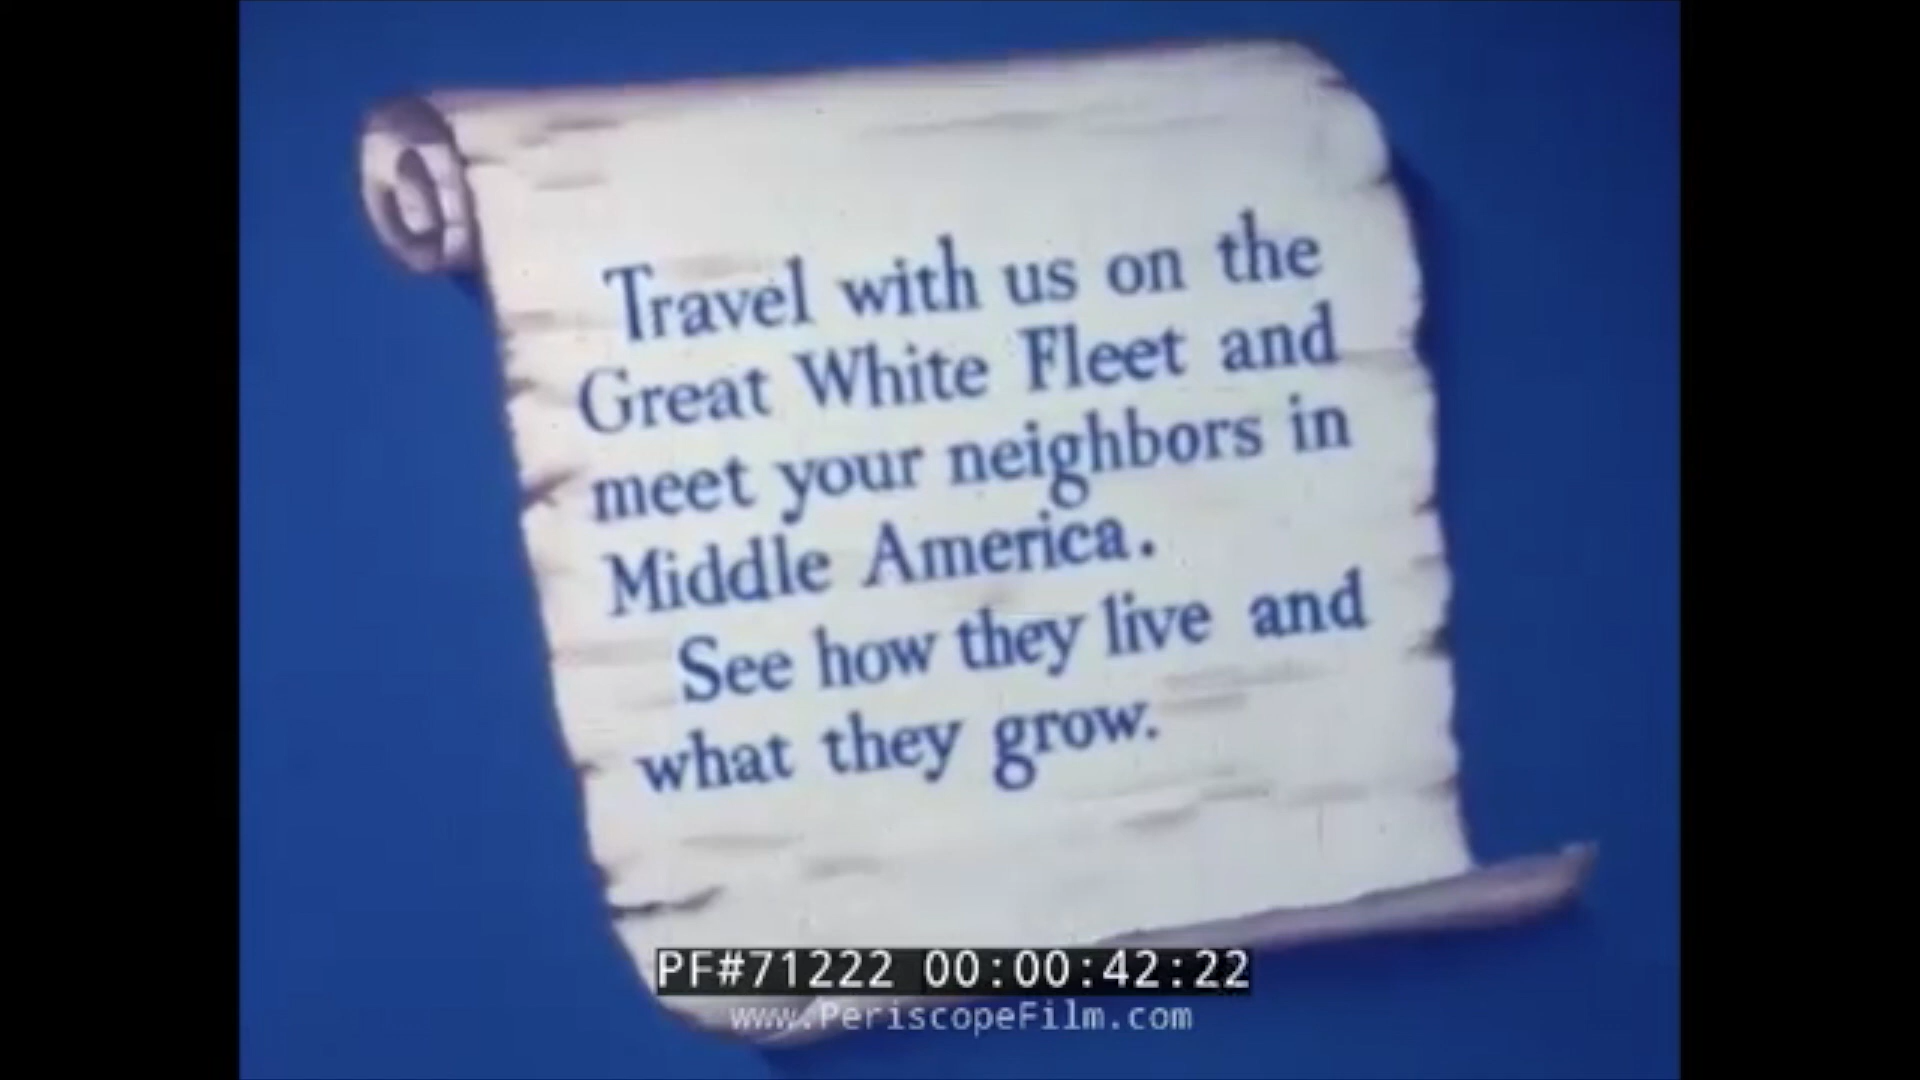 Travel with us on the
Great White Fleet and
meet your neighbors in
Middle America.
See how they live and
what they grow.
PF#71222 00:00:42:22
www.PeriscopeFilm.com